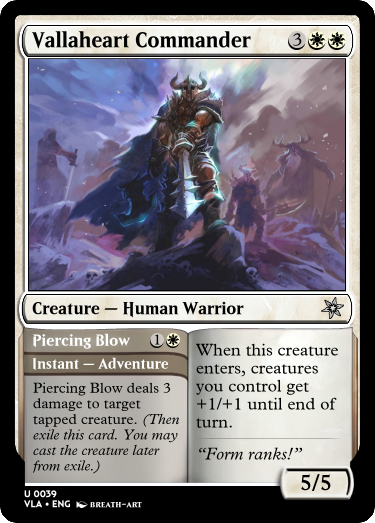 Vallaheart Commander 3
Creature — Human Warrior
Piercing Blow 1
Instant — Adventure
Piercing Blow deals 3
damage to target
tapped creature. (Then
exile this card. You may
cast the creature later
from exile.)
When this creature
enters, creatures
you control get
+1/+1 until end of
turn.
“Form ranks!”
5/5
U 0039
VLA • ENG BREATH-ART